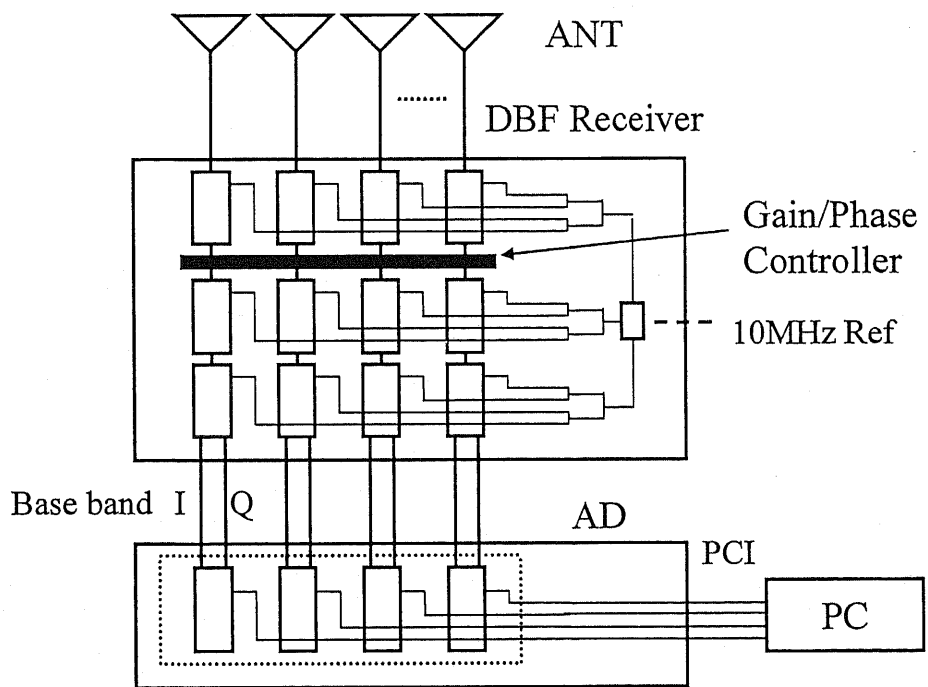 ANT
DBF Receiver
Gain/Phase
Controller
10MHz Ref
Base band I Q
AD
PCI
PC